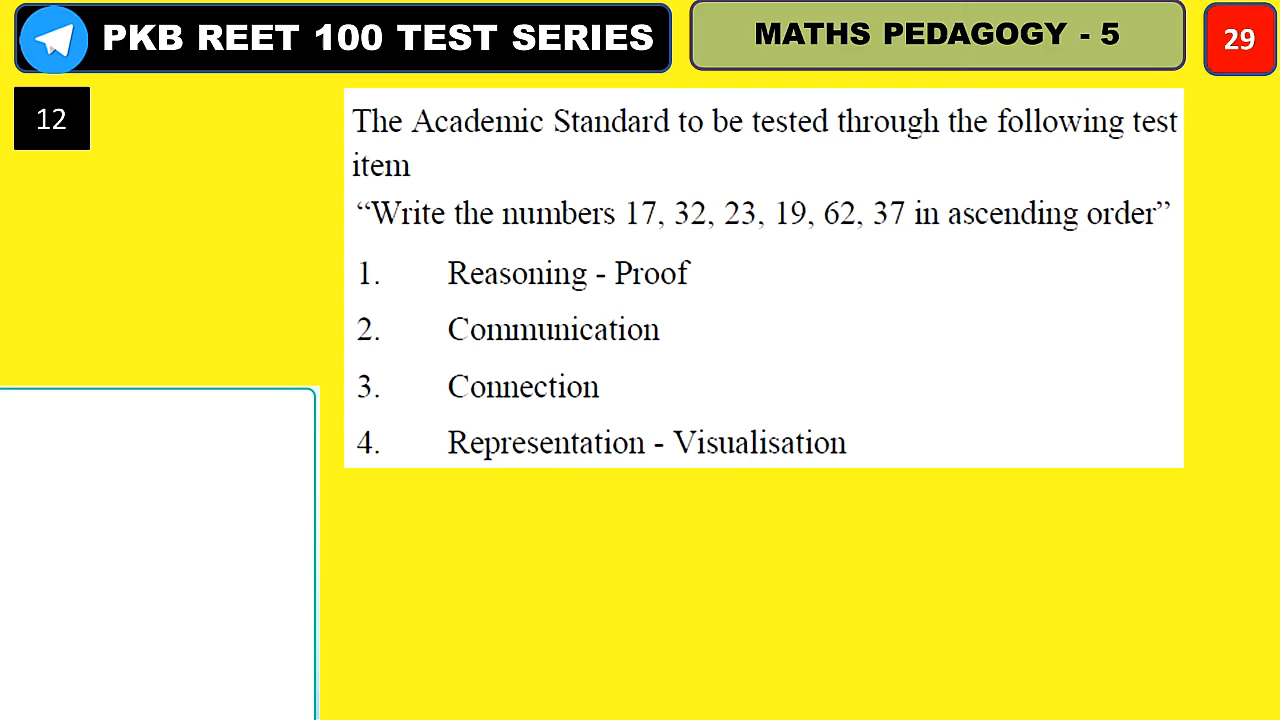 PKB REET 100 TEST SERIES
MATHS PEDAGOGY - 5
29
12
The Academic Standard to be tested through the following test
item
“Write the numbers 17, 32, 23, 19, 62, 37 in ascending order”
1. Reasoning - Proof
2. Communication
3. Connection
4. Representation - Visualisation